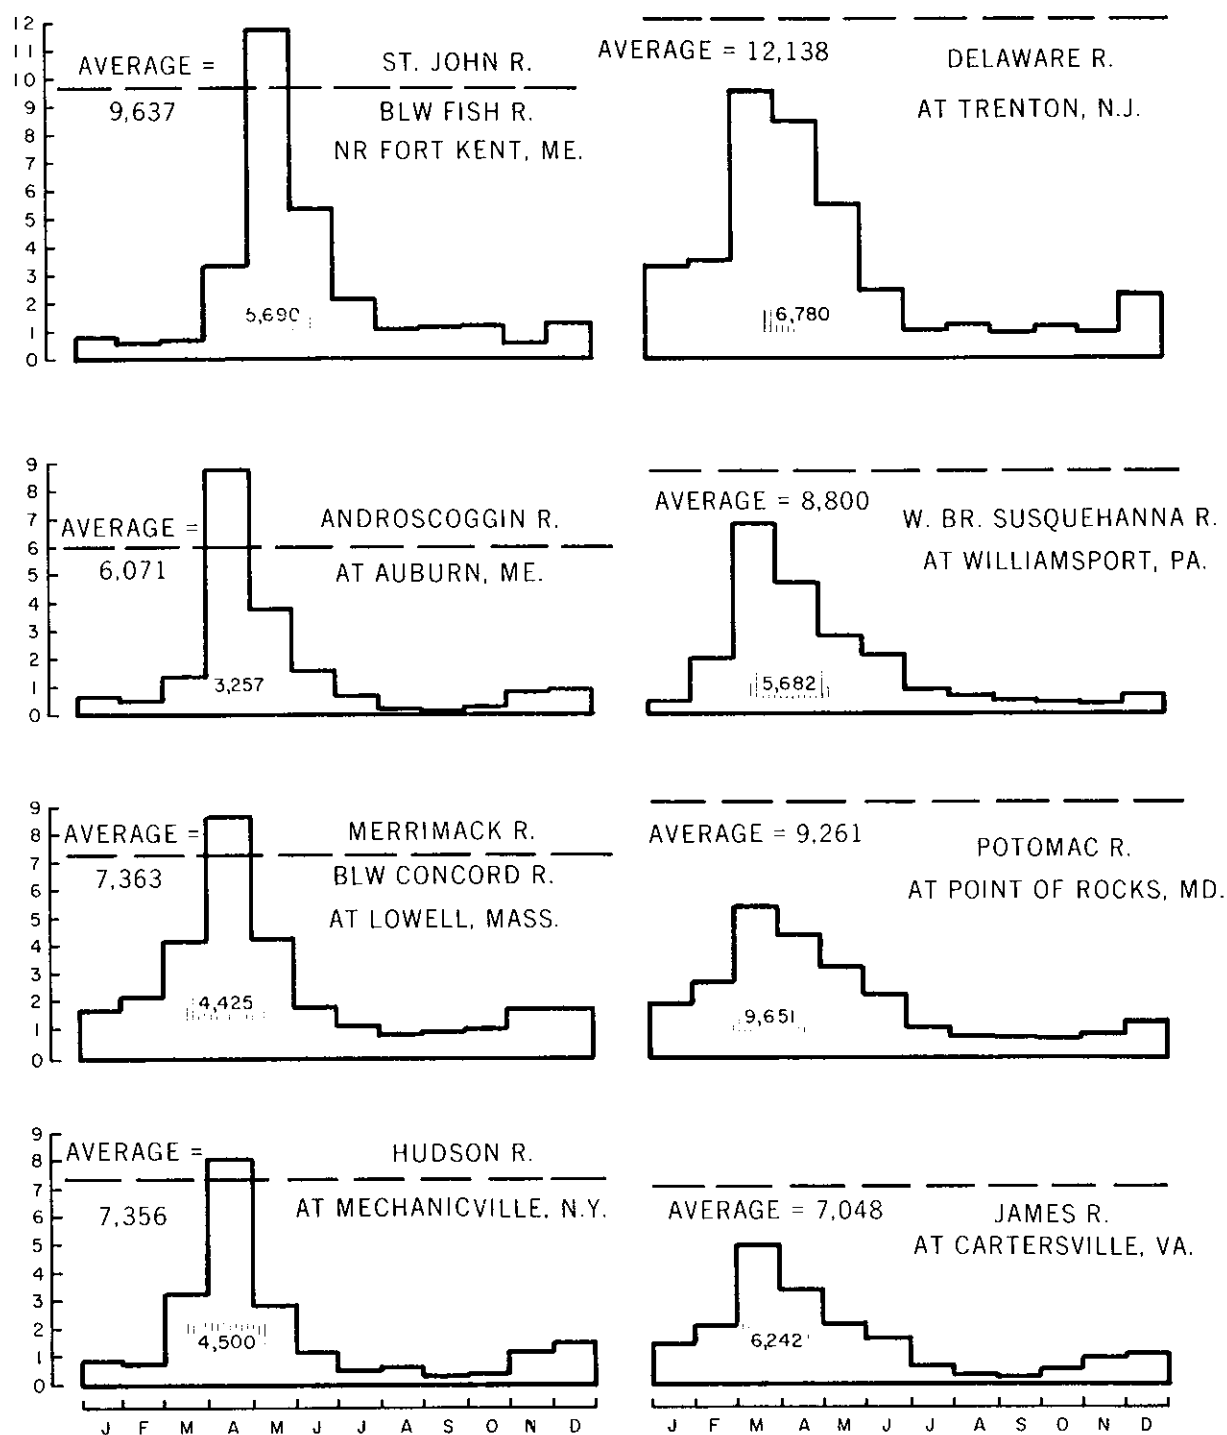 12
11
10
9
8
7
6
5
4
3
2
1
0
AVERAGE =
9,637
ST. JOHN R.
BLW FISH R.
NR FORT KENT, ME.
5,690
AVERAGE = 12,138
DELAWARE R.
AT TRENTON, N.J.
6,780
9
8
7
6
5
4
3
2
1
0
AVERAGE =
6,071
ANDROSCOGGIN R.
AT AUBURN, ME.
3,257
AVERAGE = 8,800
W. BR. SUSQUEHANNA R.
AT WILLIAMSPORT, PA.
5,682
9
8
7
6
5
4
3
2
1
0
AVERAGE =
7,363
MERRIMACK R.
BLW CONCORD R.
AT LOWELL, MASS.
4,425
AVERAGE = 9,261
POTOMAC R.
AT POINT OF ROCKS, MD.
9,651
9
8
7
6
5
4
3
2
1
0
AVERAGE =
7,356
HUDSON R.
AT MECHANICVILLE, N.Y.
4,500
AVERAGE = 7,048
JAMES R.
AT CARTERSVILLE, VA.
6,242
J F M A M J J A S O N D
J F M A M J J A S O N D